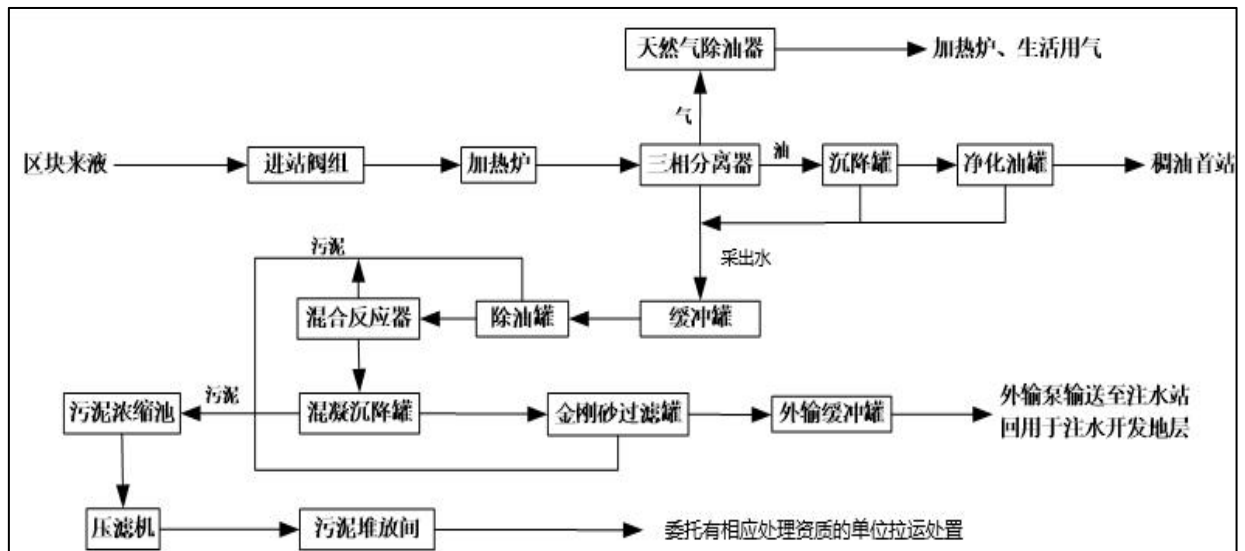 天然气除油器
加热炉、生活用气
气
区块来液
进站阀组
加热炉
三相分离器
油
沉降罐
净化油罐
稠油首站
采出水
污泥
混合反应器
除油罐
缓冲罐
污泥浓缩池
污泥
混凝沉降罐
金刚砂过滤罐
外输缓冲罐
外输泵输送至注水站
回用于注水开发地层
压滤机
污泥堆放间
委托有相应处理资质的单位拉运处置